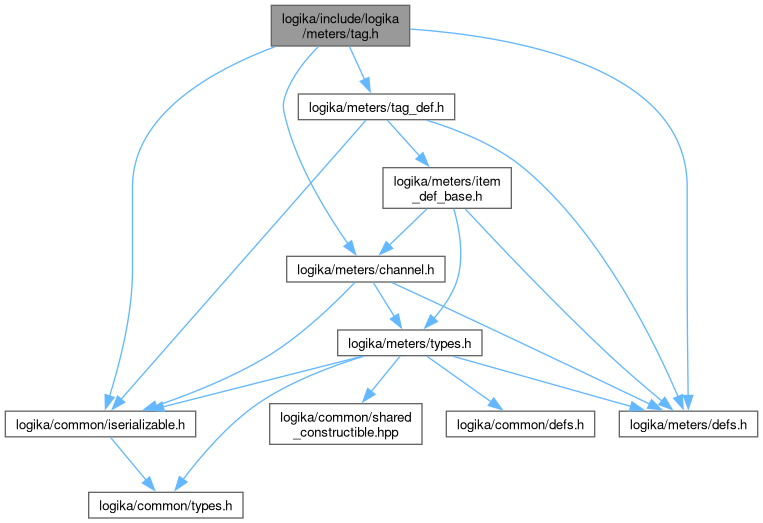 logika/include/logika
/meters/tag.h
logika/meters/tag_def.h
logika/meters/item
_def_base.h
logika/meters/channel.h
logika/meters/types.h
logika/common/iserializable.h
logika/common/shared
_constructible.hpp
logika/common/defs.h
logika/meters/defs.h
logika/common/types.h